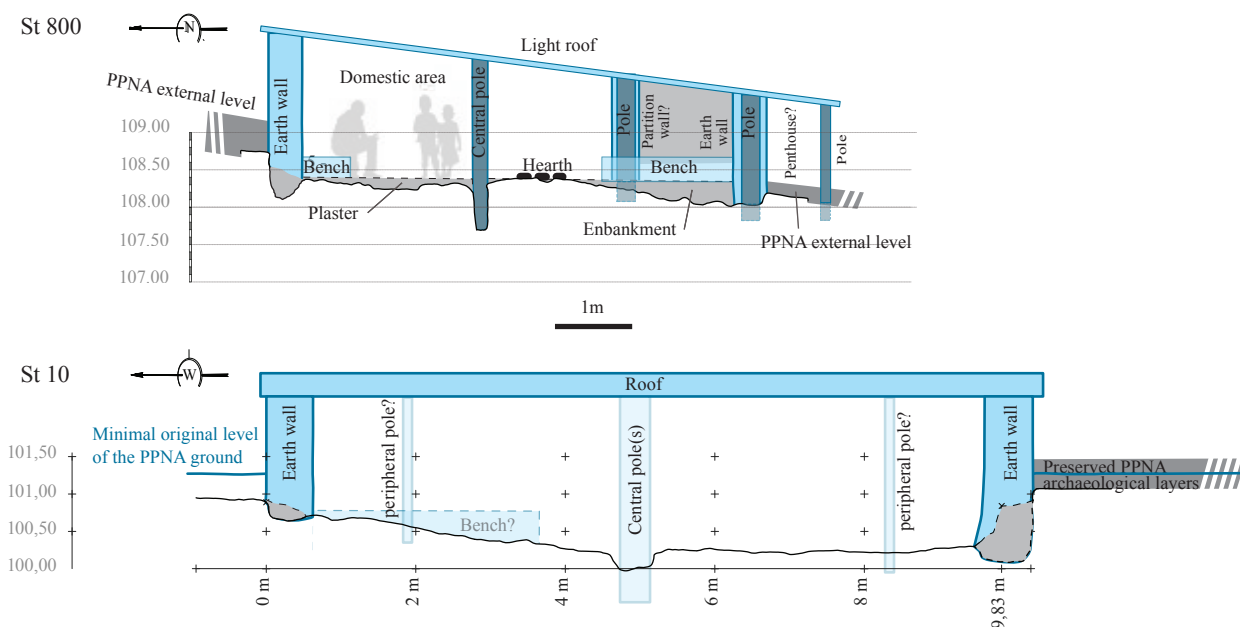 St 800
N
Light roof
PPNA external level
Earth wall
Domestic area
Central pole
Pole
Partition
wall?
Earth
wall
Pole
Penthouse?
Pole
109.00
108.50
108.00
107.50
107.00
Bench
Hearth
Bench
Plaster
Enbankment
PPNA external level
1m
St 10
W
Roof
Minimal original level
of the PPNA ground
Earth wall
peripheral pole?
Central pole(s)
peripheral pole?
Earth wall
101,50
101,00
100,50
100,00
Preserved PPNA
archaeological layers
Bench?
0 m
2 m
4 m
6 m
8 m
9,83 m